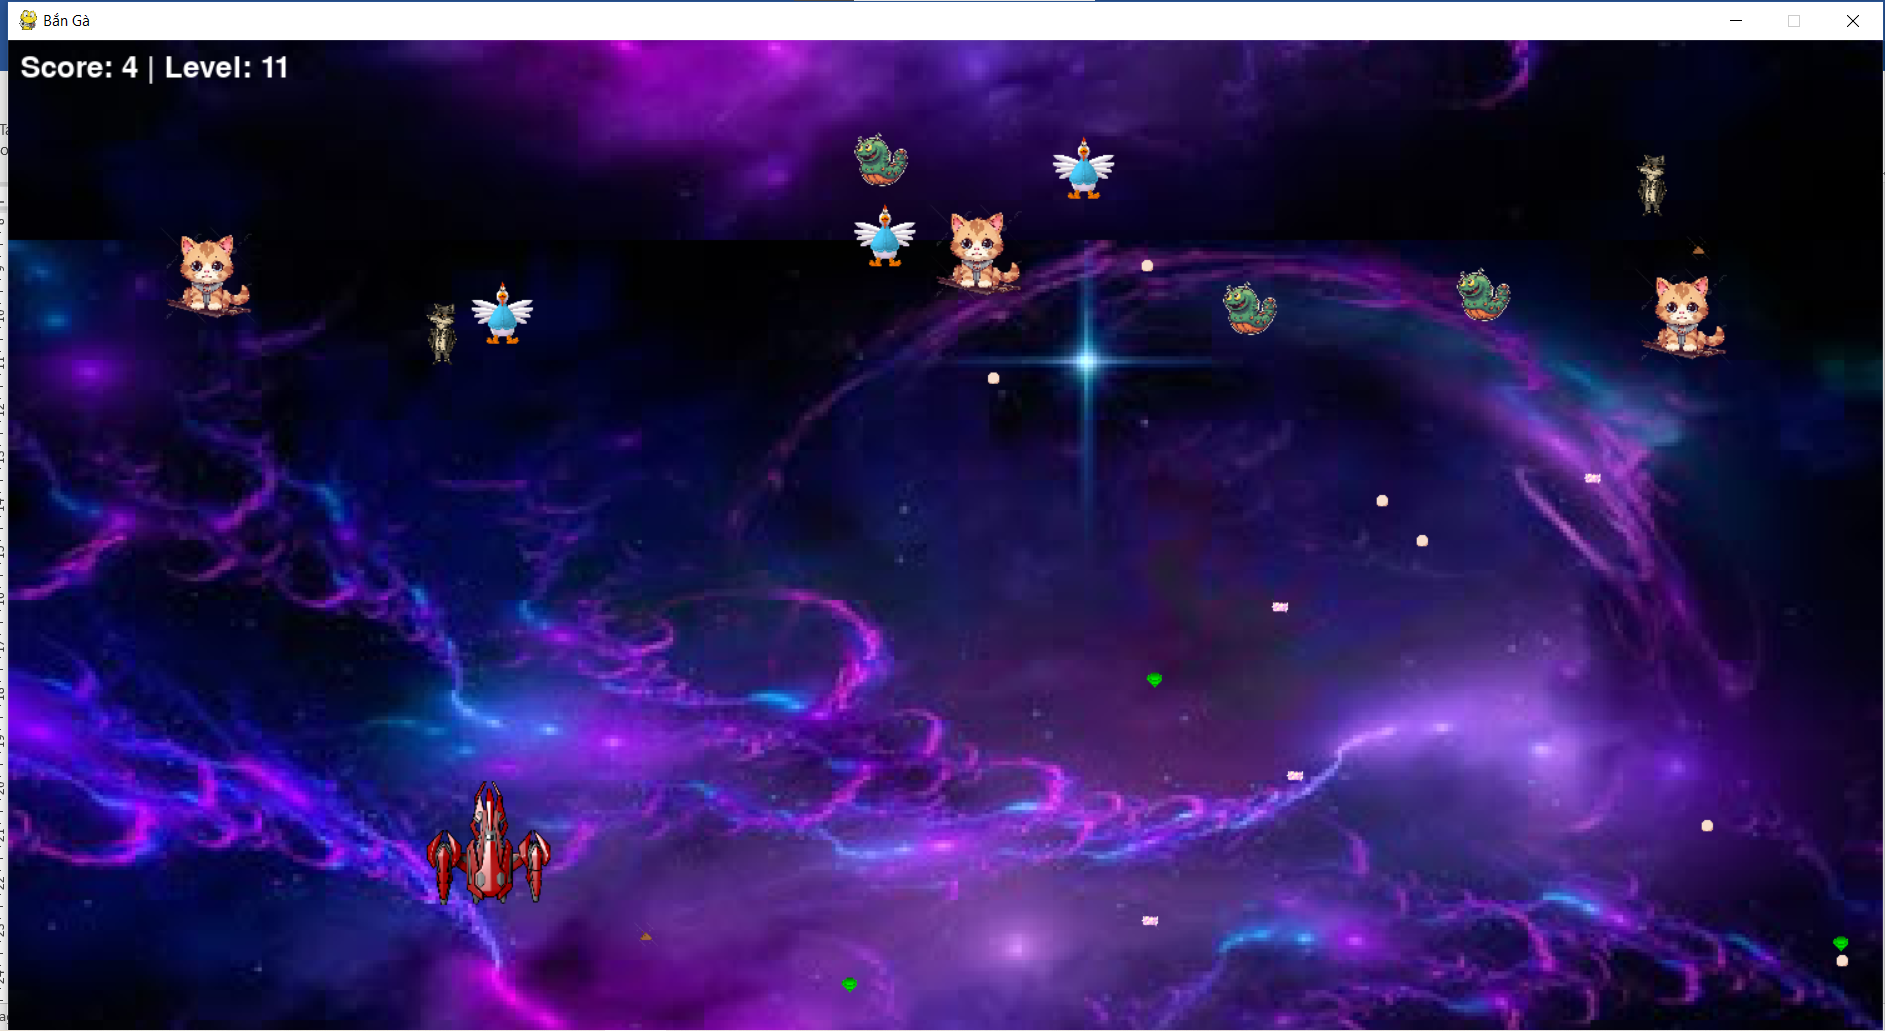 Bắn Gà
Score: 4 | Level: 11